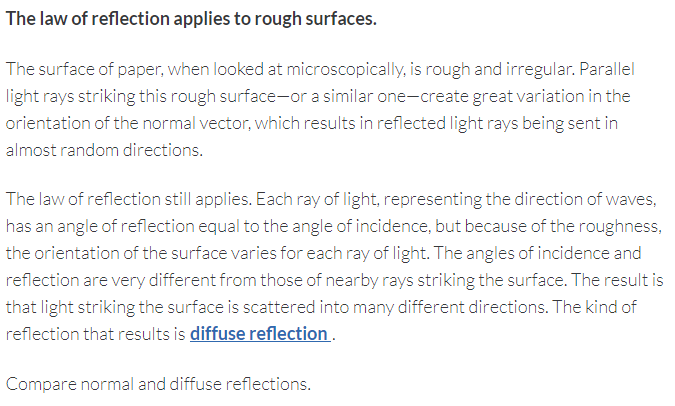 The law of reflection applies to rough surfaces.
The surface of paper, when looked at microscopically, is rough and irregular. Parallel
light rays striking this rough surface—or a similar one—create great variation in the
orientation of the normal vector, which results in reflected light rays being sent in
almost random directions.
The law of reflection still applies. Each ray of light, representing the direction of waves,
has an angle of reflection equal to the angle of incidence, but because of the roughness,
the orientation of the surface varies for each ray of light. The angles of incidence and
reflection are very different from those of nearby rays striking the surface. The result is
that light striking the surface is scattered into many different directions. The kind of
reflection that results is diffuse reflection .
Compare normal and diffuse reflections.